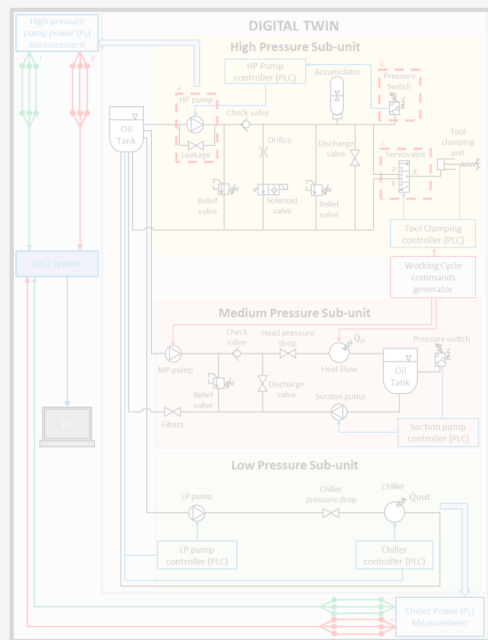 High pressure
pump power (P₁)
measurement
DIGITAL TWIN
High Pressure Sub-unit
I
V
HP Pump
controller (PLC)
Accumulator
b.
Pressure
Switch
a.
HP pump
Oil
Tank
Check valve
Leakage
Orifice
Discharge
valve
Tool
clamping
unit
c.
Servovalve
P
A
R
Relief
valve
Solenoid
valve
Relief
valve
Tool Clamping
controller (PLC)
DAQ System
Working Cycle
commands
generator
Medium Pressure Sub-unit
Check
valve
Head pressure
drop
Pressure switch
MP pump
Heat Flow
Oil
Tank
Relief
valve
Discharge
valve
Filters
Suction pump
PC
Suction pump
controller (PLC)
Low Pressure Sub-unit
LP pump
Chiller
pressure drop
Chiller
Q̇out
LP pump
controller (PLC)
Chiller
controller (PLC)
Chiller Power (P₂)
Measurement